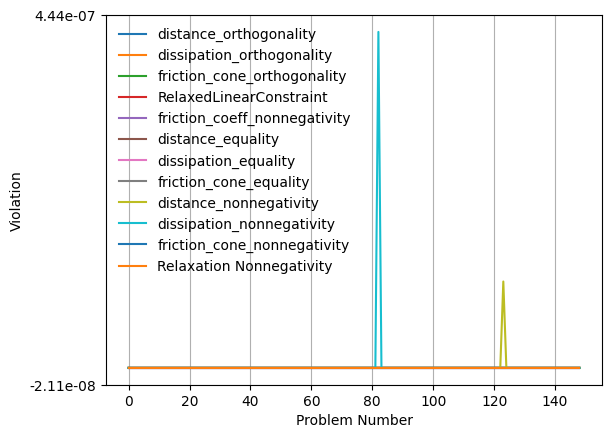 4.44e-07
distance_orthogonality
dissipation_orthogonality
friction_cone_orthogonality
RelaxedLinearConstraint
friction_coeff_nonnegativity
distance_equality
dissipation_equality
friction_cone_equality
distance_nonnegativity
dissipation_nonnegativity
friction_cone_nonnegativity
Relaxation Nonnegativity
Violation
-2.11e-08
0 20 40 60 80 100 120 140
Problem Number